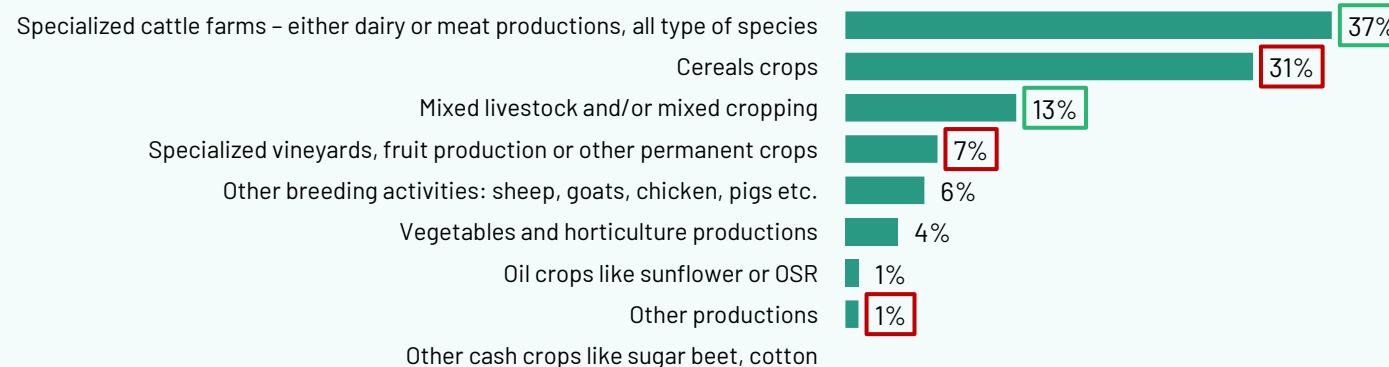 Specialized cattle farms – either dairy or meat productions, all type of species 37%
Cereals crops 31%
Mixed livestock and/or mixed cropping 13%
Specialized vineyards, fruit production or other permanent crops 7%
Other breeding activities: sheep, goats, chicken, pigs etc. 6%
Vegetables and horticulture productions 4%
Oil crops like sunflower or OSR 1%
Other productions 1%
Other cash crops like sugar beet, cotton